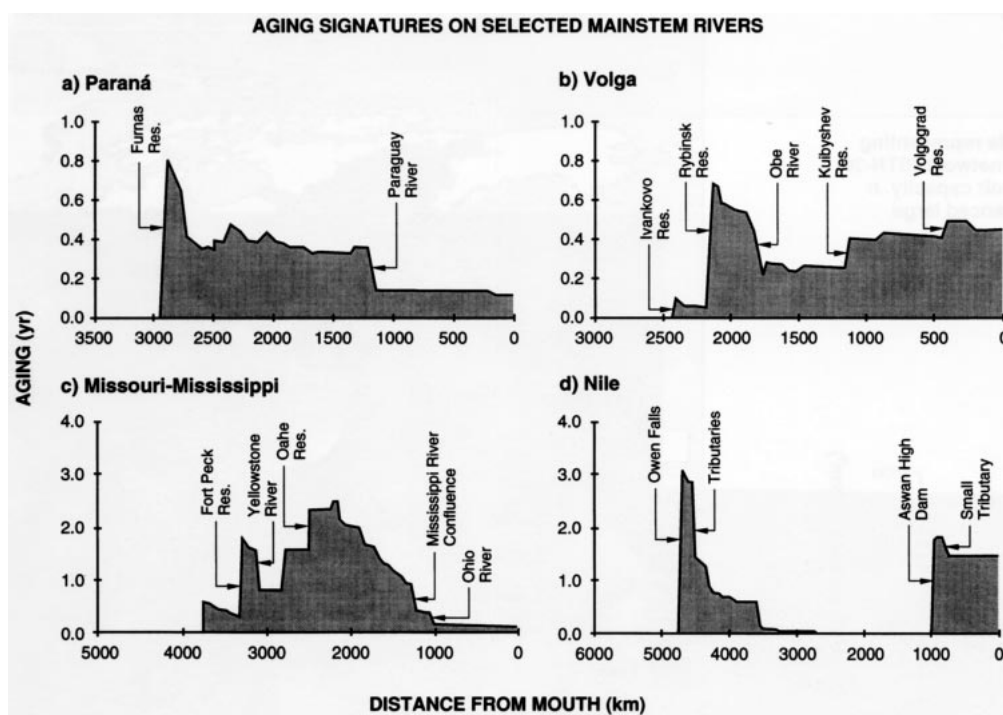 AGING SIGNATURES ON SELECTED MAINSTEM RIVERS
a) Paraná
Furnas
Res.
Paraguay
River
1.0
0.8
0.6
0.4
0.2
0.0
3500 3000 2500 2000 1500 1000 500 0
b) Volga
Ivankovo
Res.
Rybinsk
Res.
Obe
River
Kuibyshev
Res.
Volgograd
Res.
1.0
0.8
0.6
0.4
0.2
0.0
3000 2500 2000 1500 1000 500 0
AGING (yr)
c) Missouri-Mississippi
Fort Peck
Res.
Yellowstone
River
Oahe
Res.
Mississippi River
Confluence
Ohio
River
4.0
3.0
2.0
1.0
0.0
5000 4000 3000 2000 1000 0
d) Nile
Owen Falls
Tributaries
Aswan High
Dam
Small
Tributary
4.0
3.0
2.0
1.0
0.0
6000 5000 4000 3000 2000 1000 0
DISTANCE FROM MOUTH (km)